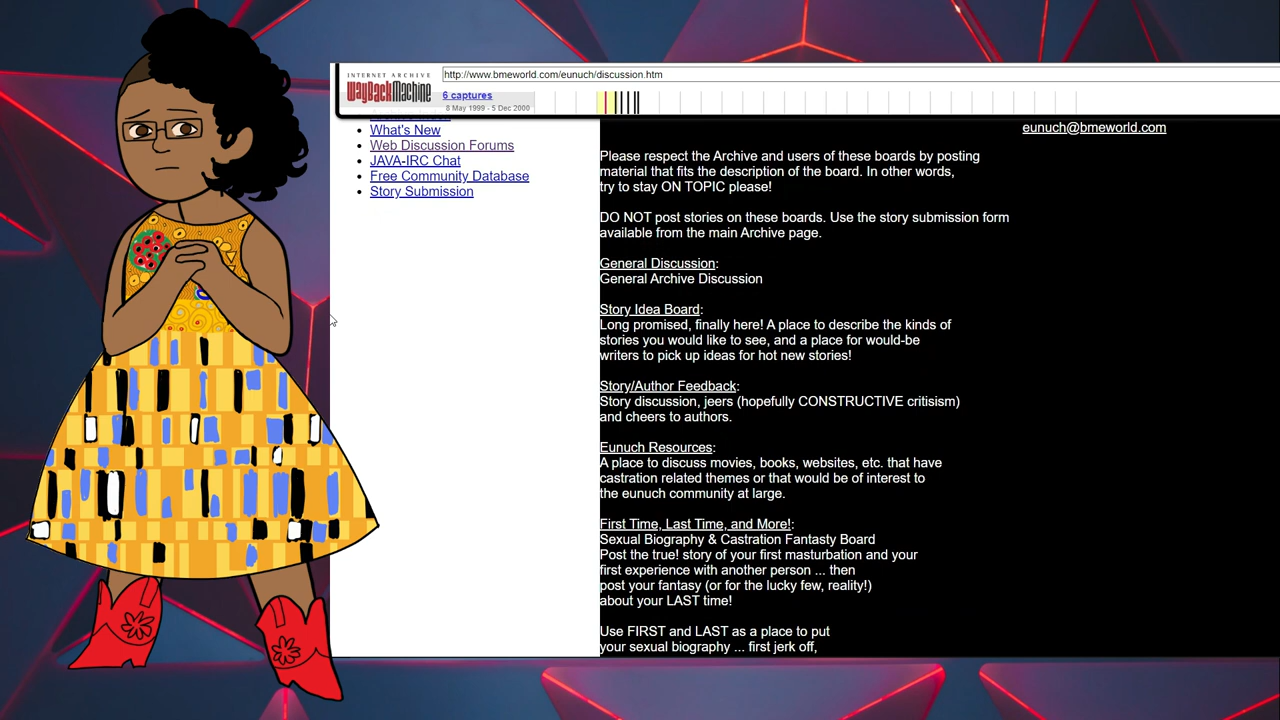 INTERNET ARCHIVE
WayBackMachine
http://www.bmeworld.com/eunuch/discussion.htm
6 captures
8 May 1999 - 5 Dec 2000
What's New
Web Discussion Forums
JAVA-IRC Chat
Free Community Database
Story Submission
eunuch@bmeworld.com
Please respect the Archive and users of these boards by posting
material that fits the description of the board. In other words,
try to stay ON TOPIC please!
DO NOT post stories on these boards. Use the story submission form
available from the main Archive page.
General Discussion:
General Archive Discussion
Story Idea Board:
Long promised, finally here! A place to describe the kinds of
stories you would like to see, and a place for would-be
writers to pick up ideas for hot new stories!
Story/Author Feedback:
Story discussion, jeers (hopefully CONSTRUCTIVE critisism)
and cheers to authors.
Eunuch Resources:
A place to discuss movies, books, websites, etc. that have
castration related themes or that would be of interest to
the eunuch community at large.
First Time, Last Time, and More!:
Sexual Biography & Castration Fantasty Board
Post the true! story of your first masturbation and your
first experience with another person ... then
post your fantasy (or for the lucky few, reality!)
about your LAST time!
Use FIRST and LAST as a place to put
your sexual biography ... first jerk off,